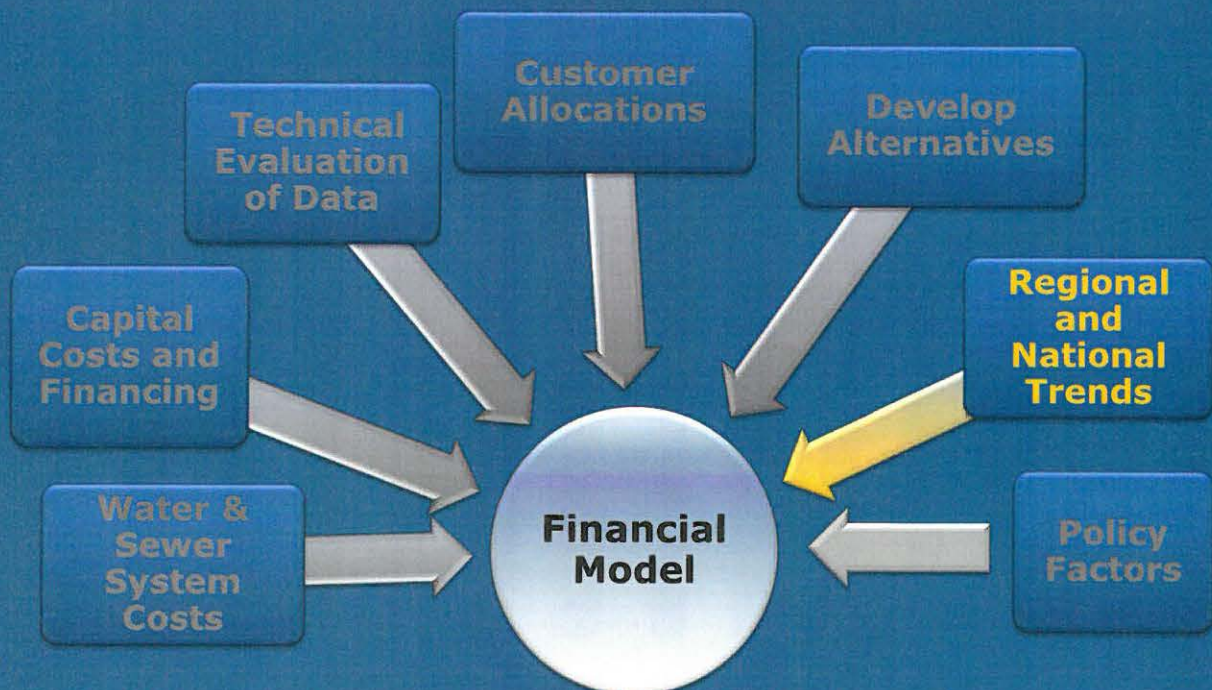 Customer
Allocations
Develop
Alternatives
Technical
Evaluation
of Data
Regional
and
National
Trends
Capital
Costs and
Financing
Water &
Sewer
System
Costs
Financial
Model
Policy
Factors